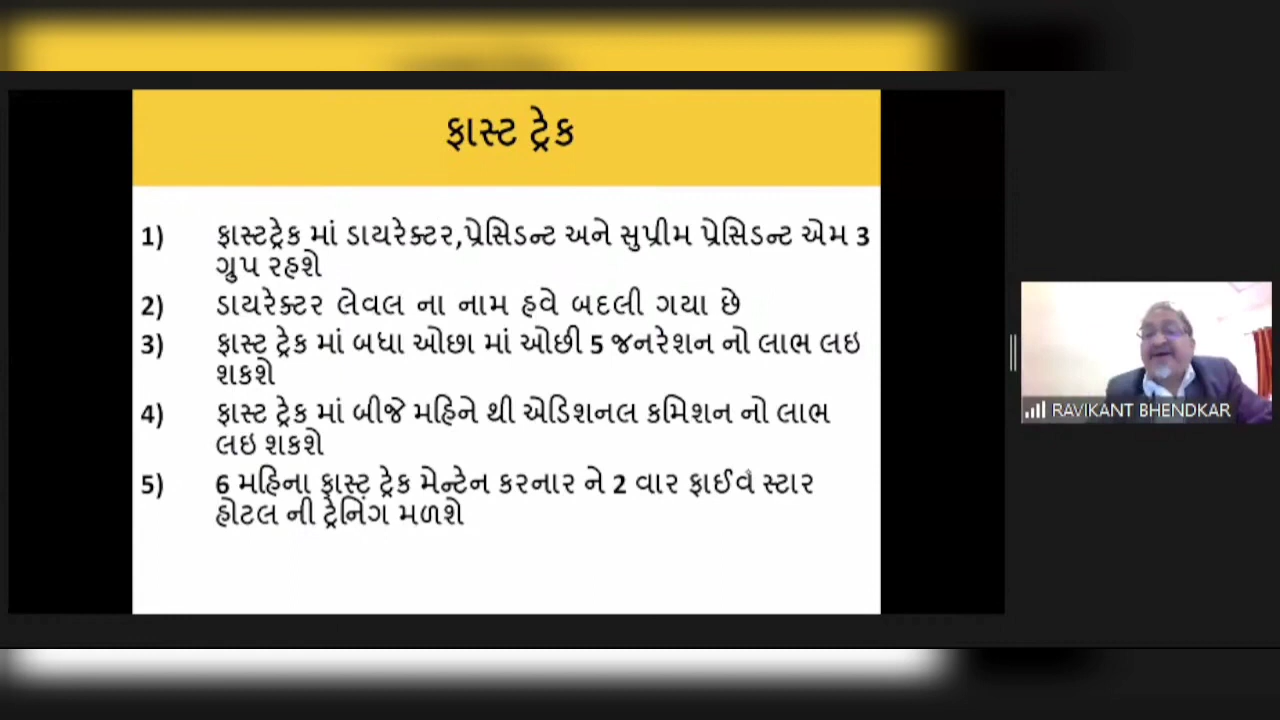 ફાસ્ટ ટ્રેક
1) ફાસ્ટટ્રેક માં ડાયરેક્ટર,પ્રેસિડન્ટ અને સુપ્રીમ પ્રેસિડન્ટ એમ 3
ગ્રુપ રહશે
2) ડાયરેક્ટર લેવલ ના નામ હવે બદલી ગયા છે
3) ફાસ્ટ ટ્રેક માં બધા ઓછા માં ઓછી 5 જનરેશન નો લાભ લઇ
શકશે
4) ફાસ્ટ ટ્રેક માં બીજે મહિને થી એડિશનલ કમિશન નો લાભ
લઇ શકશે
5) 6 મહિના ફાસ્ટ ટ્રેક મેન્ટેન કરનાર ને 2 વાર ફાઈવ સ્ટાર
હોટલ ની ટ્રેનિંગ મળશે
RAVIKANT BHENDKAR